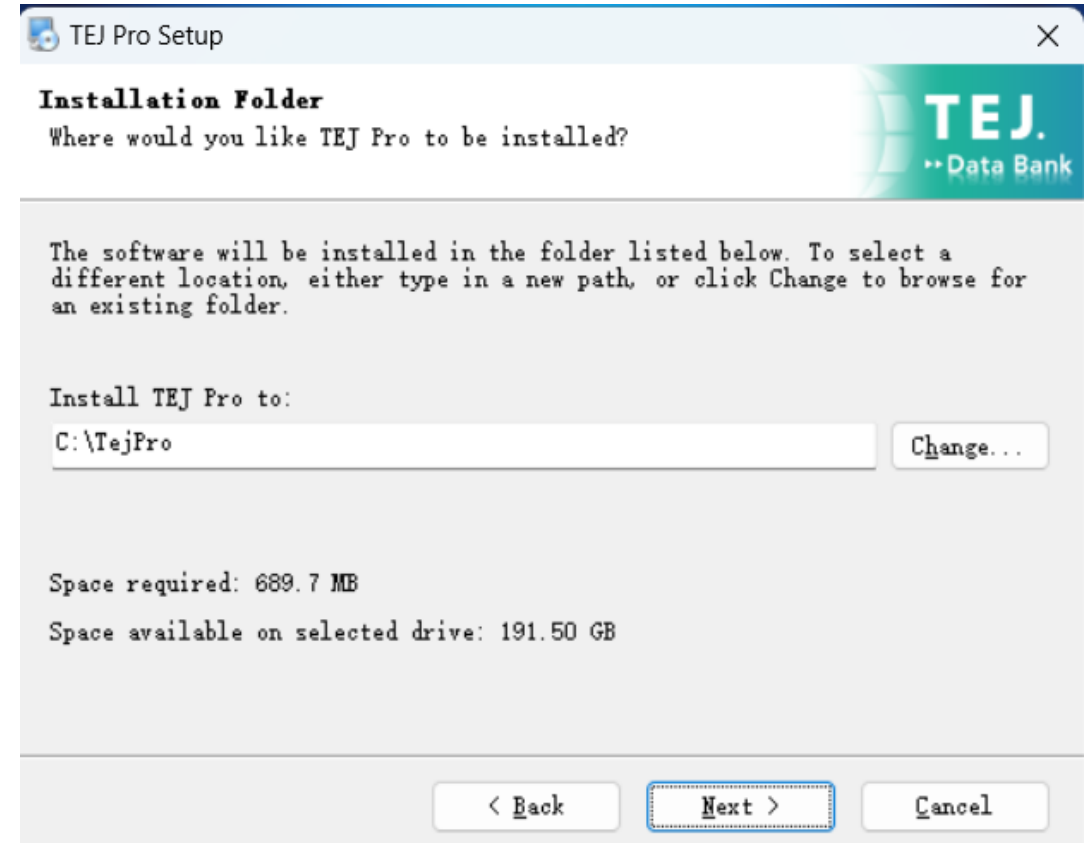 TEJ Pro Setup
Installation Folder
Where would you like TEJ Pro to be installed?
TEJ.
Data Bank
The software will be installed in the folder listed below. To select a
different location, either type in a new path, or click Change to browse for
an existing folder.
Install TEJ Pro to:
C:\TejPro
Change...
Space required: 689.7 MB
Space available on selected drive: 191.50 GB
< Back
Next >
Cancel